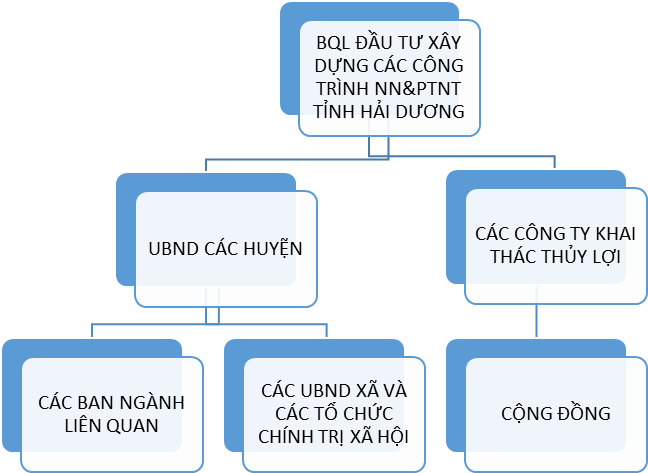 BQL ĐẦU TƯ XÂY
DỰNG CÁC CÔNG
TRÌNH NN&PTNT
TỈNH HẢI DƯƠNG
UBND CÁC HUYỆN
CÁC CÔNG TY KHAI
THÁC THỦY LỢI
CÁC BAN NGÀNH
LIÊN QUAN
CÁC UBND XÃ VÀ
CÁC TỔ CHỨC
CHÍNH TRỊ XÃ HỘI
CỘNG ĐỒNG